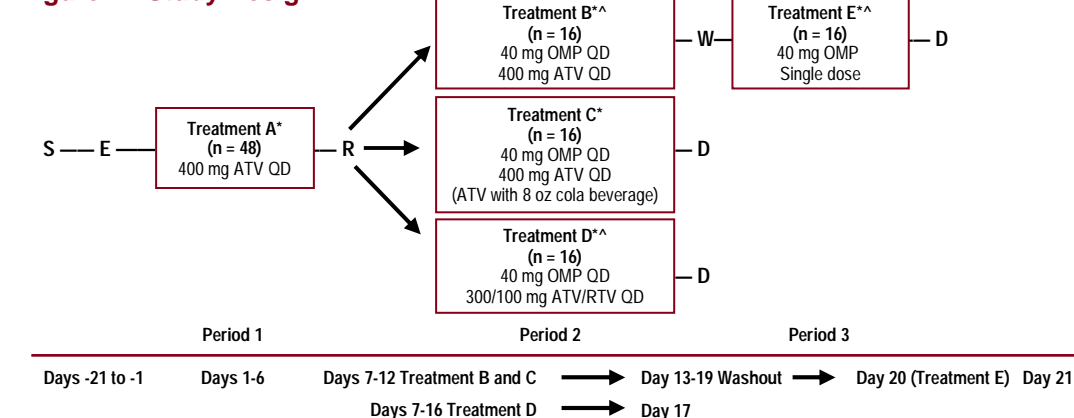 Treatment B*^
(n = 16)
40 mg OMP QD
400 mg ATV QD
W
Treatment E*^
(n = 16)
40 mg OMP
Single dose
D
S
E
Treatment A*
(n = 48)
400 mg ATV QD
R
Treatment C*
(n = 16)
40 mg OMP QD
400 mg ATV QD
(ATV with 8 oz cola beverage)
D
Treatment D*^
(n = 16)
40 mg OMP QD
300/100 mg ATV/RTV QD
D
Period 1 Period 2 Period 3
Days -21 to -1 Days 1-6 Days 7-12 Treatment B and C Day 13-19 Washout Day 20 (Treatment E) Day 21
Days 7-16 Treatment D Day 17